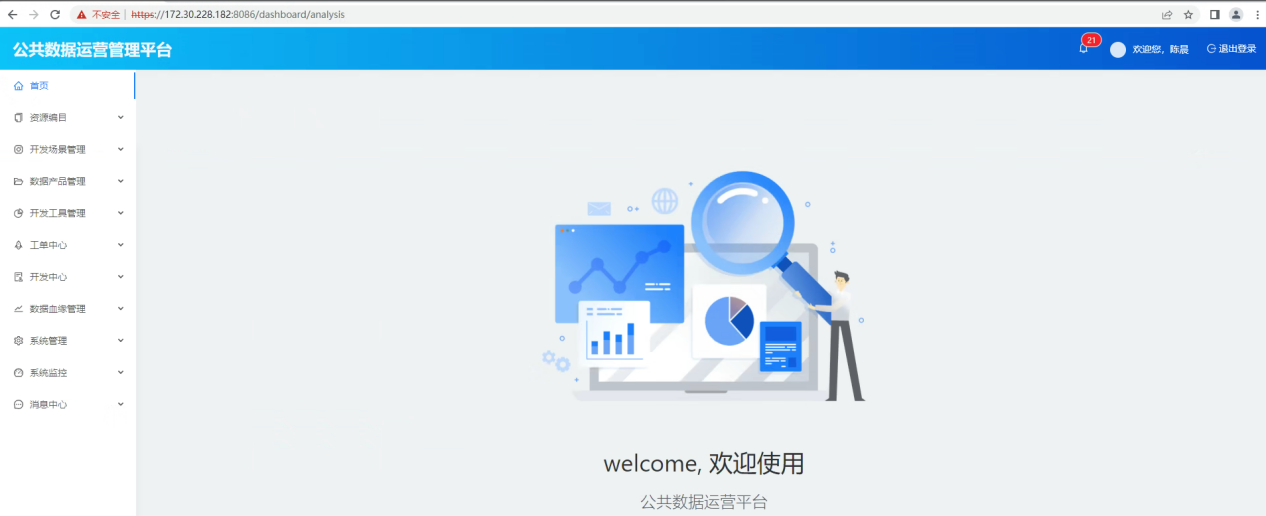 不安全 https://172.30.228.182:8086/dashboard/analysis
公共数据运营管理平台
21
欢迎您，陈晨
退出登录
首页
资源编目
开发场景管理
数据产品管理
开发工具管理
工单中心
开发中心
数据血缘管理
系统管理
系统监控
消息中心
welcome, 欢迎使用
公共数据运营平台